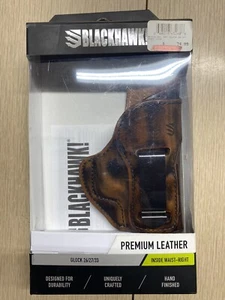 BLACKHAWK!
BLACKHAWK!
PREMIUM LEATHER
GLOCK 26/27/33
INSIDE WAIST-RIGHT
DESIGNED FOR
DURABILITY
UNIQUELY
CRAFTED
HAND
FINISHED